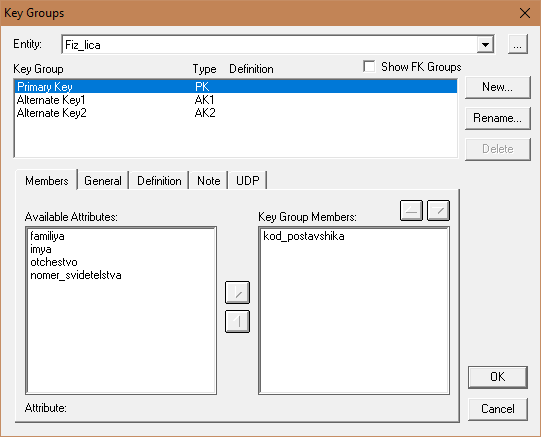 Key Groups
Entity: Fiz_lica ...
Key Group Type Definition Show FK Groups
Primary Key PK
Alternate Key1 AK1
Alternate Key2 AK2
New...
Rename...
Delete
Members General Definition Note UDP
Available Attributes: Key Group Members:
familiya
imya
otchestvo
nomer_svidetelstva
kod_postavshika
Attribute:
OK
Cancel